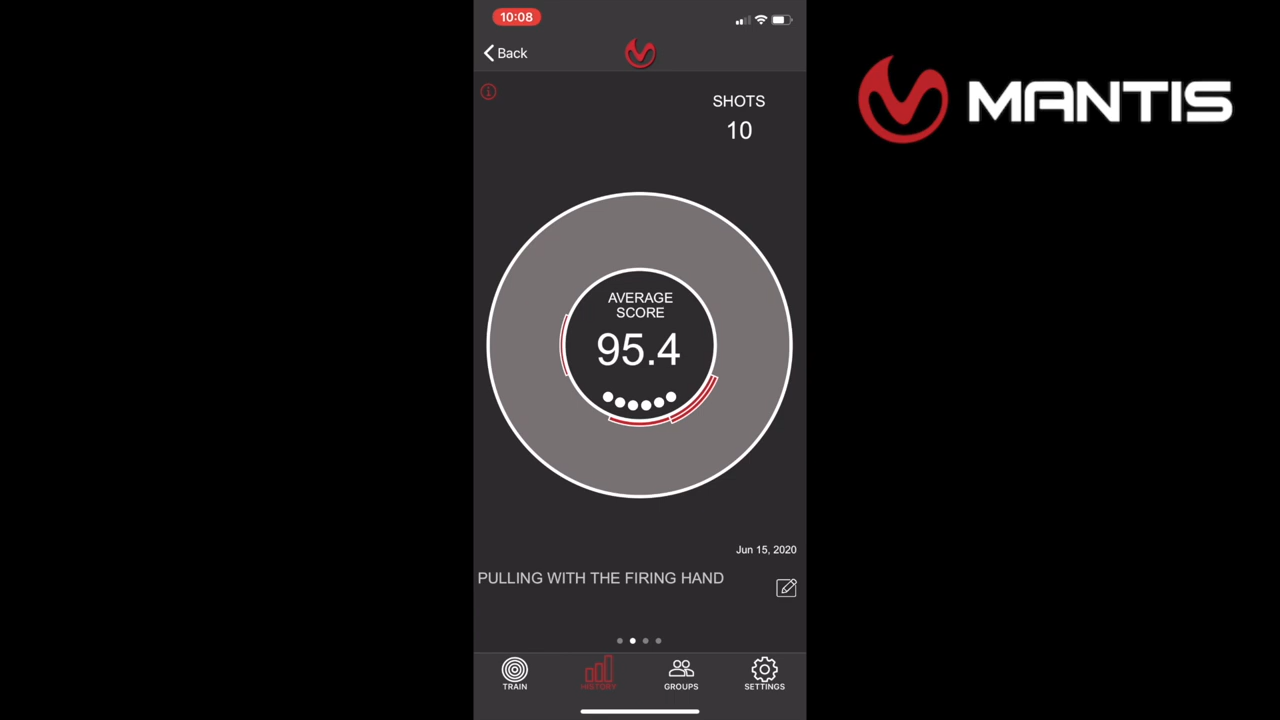 10:08
Back
MANTIS
SHOTS
10
AVERAGE
SCORE
95.4
Jun 15, 2020
PULLING WITH THE FIRING HAND
TRAIN
HISTORY
GROUPS
SETTINGS